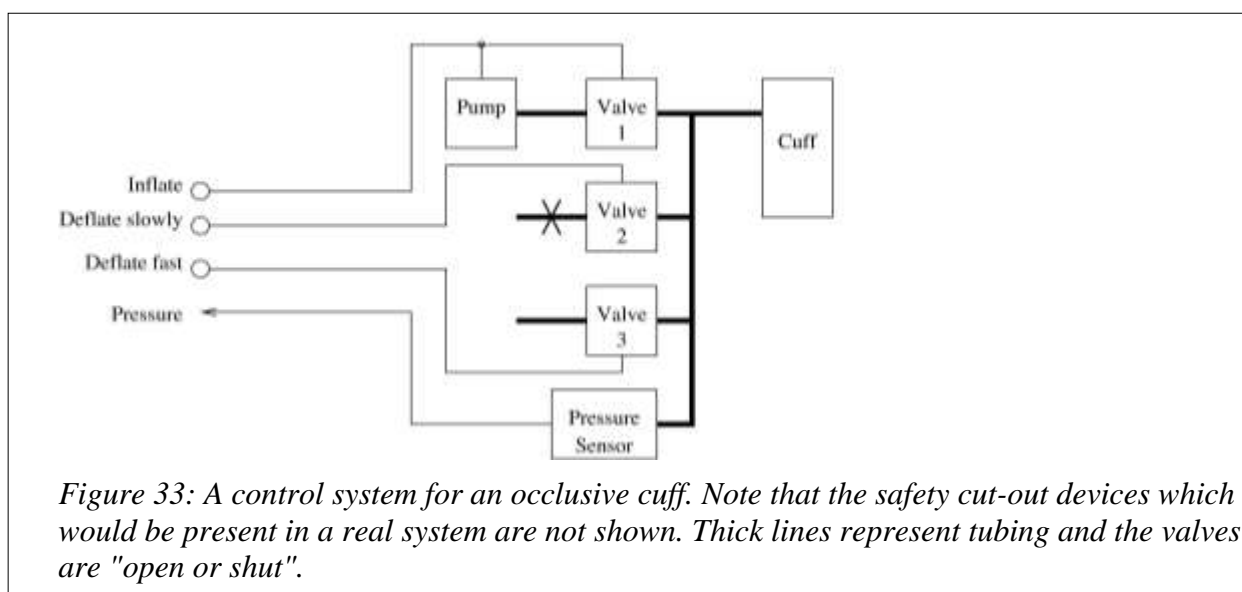 Pump
Valve
1
Cuff
Inflate
Deflate slowly
Valve
2
Deflate fast
Pressure
Valve
3
Pressure
Sensor
Figure 33: A control system for an occlusive cuff. Note that the safety cut-out devices which
would be present in a real system are not shown. Thick lines represent tubing and the valves
are "open or shut".